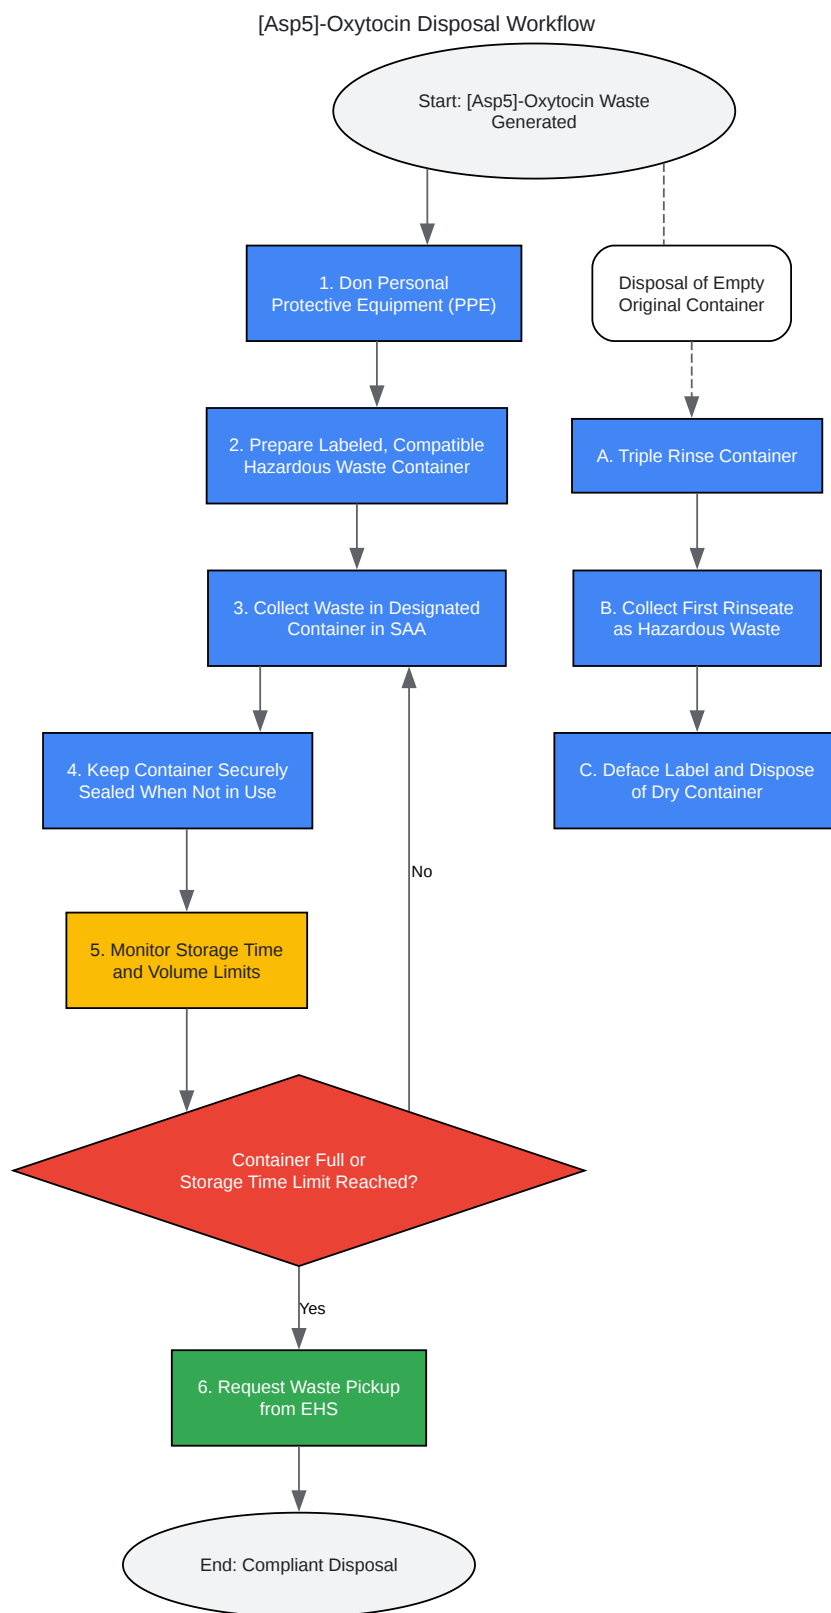 [Asp5]-Oxytocin Disposal Workflow
Start: [Asp5]-Oxytocin Waste
Generated
1. Don Personal
Protective Equipment (PPE)
Disposal of Empty
Original Container
2. Prepare Labeled, Compatible
Hazardous Waste Container
A. Triple Rinse Container
3. Collect Waste in Designated
Container in SAA
B. Collect First Rinseate
as Hazardous Waste
4. Keep Container Securely
Sealed When Not in Use
C. Deface Label and Dispose
of Dry Container
No
5. Monitor Storage Time
and Volume Limits
Container Full or
Storage Time Limit Reached?
Yes
6. Request Waste Pickup
from EHS
End: Compliant Disposal